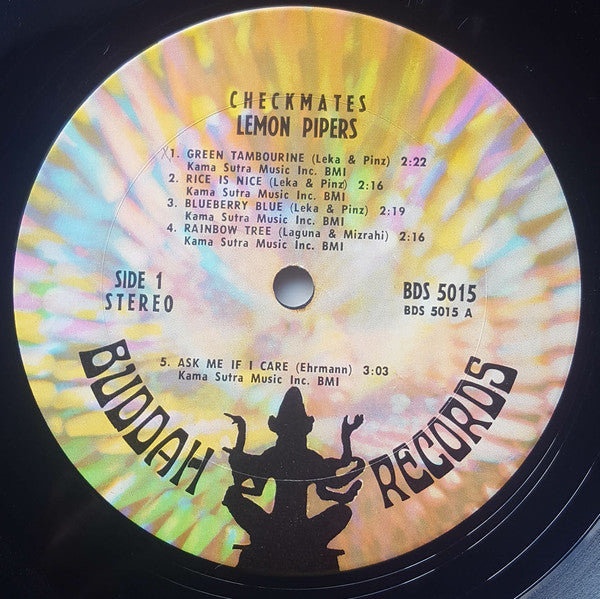 CHECKMATES
LEMON PIPERS
1. GREEN TAMBOURINE (Leka & Pinz) 2:22
Kama Sutra Music Inc. BMI
2. RICE IS NICE (Leka & Pinz) 2:16
Kama Sutra Music Inc. BMI
3. BLUEBERRY BLUE (Leka & Pinz) 2:19
Kama Sutra Music Inc. BMI
4. RAINBOW TREE (Laguna & Mizrahi) 2:16
Kama Sutra Music Inc. BMI
SIDE 1
STEREO
BDS 5015
BDS 5015 A
5. ASK ME IF I CARE (Ehrmann) 3:03
Kama Sutra Music Inc. BMI
BUDDAH RECORDS